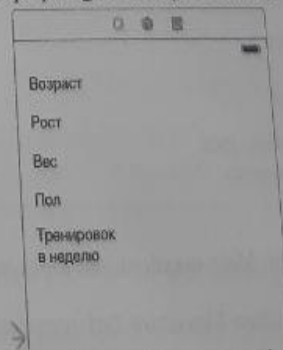 Возраст
Рост
Вес
Пол
Тренировок
в неделю